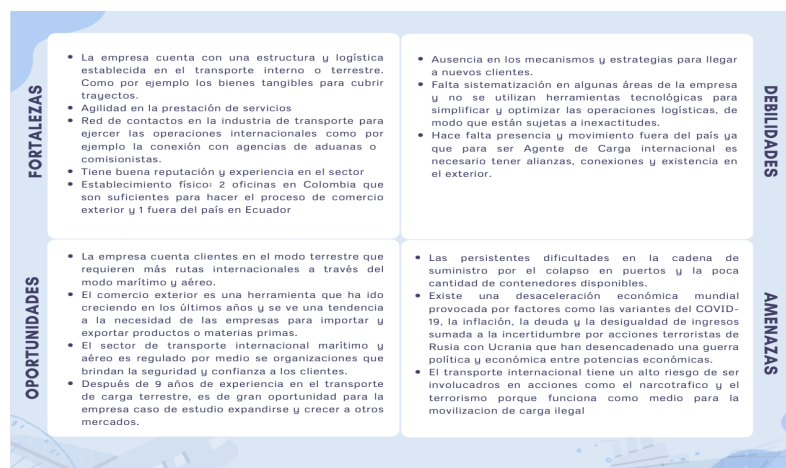 FORTALEZAS
• La empresa cuenta con una estructura y logística
establecida en el transporte interno o terrestre.
Como por ejemplo los bienes tangibles para cubrir
trayectos.
• Agilidad en la prestación de servicios
• Red de contactos en la industria de transporte para
ejercer las operaciones internacionales como por
ejemplo la conexión con agencias de aduanas o
comisionistas.
• Tiene buena reputación y experiencia en el sector
• Establecimiento físico: 2 oficinas en Colombia que
son suficientes para hacer el proceso de comercio
exterior y 1 fuera del país en Ecuador
DEBILIDADES
• Ausencia en los mecanismos y estrategias para llegar
a nuevos clientes.
• Falta sistematización en algunas áreas de la empresa
y no se utilizan herramientas tecnológicas para
simplificar y optimizar las operaciones logísticas, de
modo que están sujetas a inexactitudes.
• Hace falta presencia y movimiento fuera del país ya
que para ser Agente de Carga internacional es
necesario tener alianzas, conexiones y existencia en
el exterior.
OPORTUNIDADES
• La empresa cuenta clientes en el modo terrestre que
requieren más rutas internacionales a través del
modo marítimo y aéreo.
• El comercio exterior es una herramienta que ha ido
creciendo en los últimos años y se ve una tendencia
a la necesidad de las empresas para importar y
exportar productos o materias primas.
• El sector de transporte internacional marítimo y
aéreo es regulado por medio se organizaciones que
brindan la seguridad y confianza a los clientes.
• Después de 9 años de experiencia en el transporte
de carga terrestre, es de gran oportunidad para la
empresa caso de estudio expandirse y crecer a otros
mercados.
AMENAZAS
• Las persistentes dificultades en la cadena de
suministro por el colapso en puertos y la poca
cantidad de contenedores disponibles.
• Existe una desaceleración económica mundial
provocada por factores como las variantes del COVID-
19, la inflación, la deuda y la desigualdad de ingresos
sumada a la incertidumbre por acciones terroristas de
Rusia con Ucrania que han desencadenado una guerra
política y económica entre potencias económicas.
• El transporte internacional tiene un alto riesgo de ser
involucrados en acciones como el narcotrafico y el
terrorismo porque funciona como medio para la
movilizacion de carga ilegal